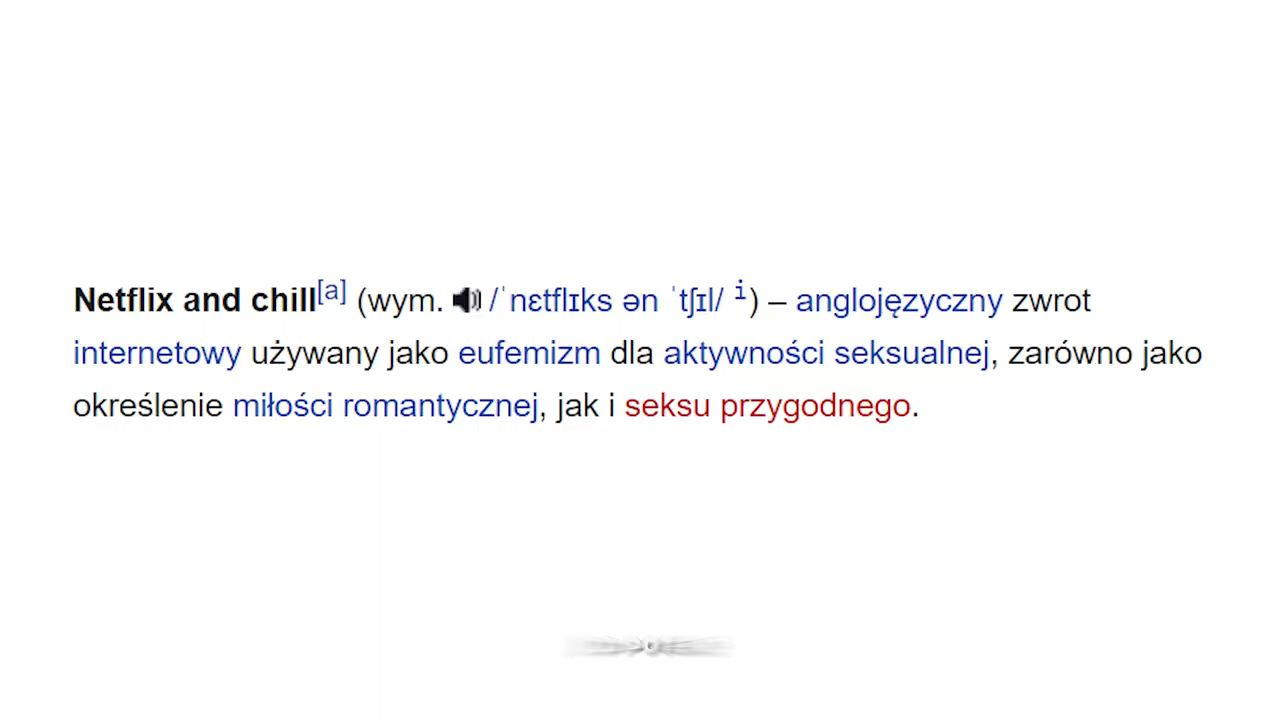 Netflix and chill[a] (wym. /ˈnɛtflɪks ən ˈtʃɪl/ i) – anglojęzyczny zwrot
internetowy używany jako eufemizm dla aktywności seksualnej, zarówno jako
określenie miłości romantycznej, jak i seksu przygodnego.